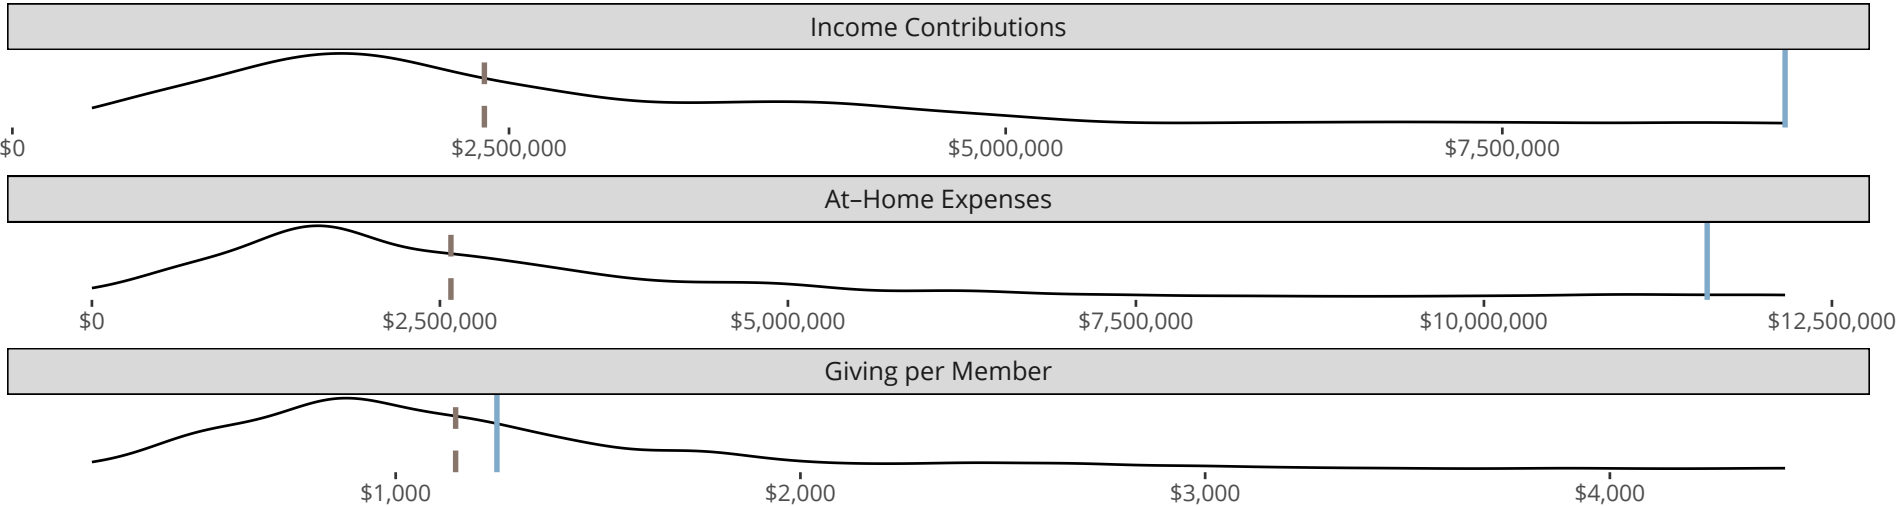 Income Contributions
$0 $2,500,000 $5,000,000 $7,500,000
At–Home Expenses
$0 $2,500,000 $5,000,000 $7,500,000 $10,000,000 $12,500,000
Giving per Member
$1,000 $2,000 $3,000 $4,000